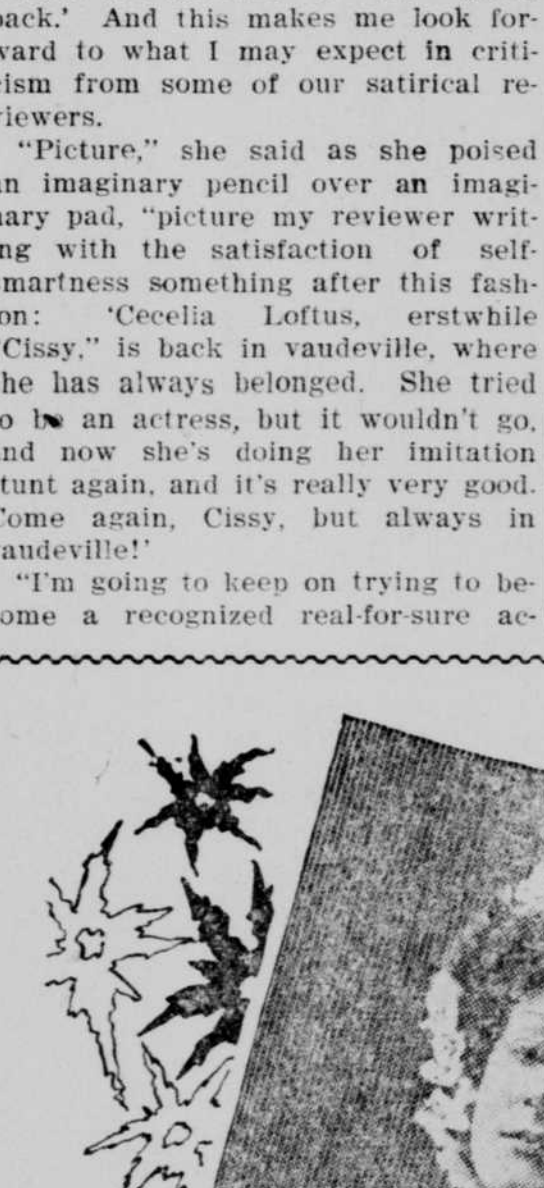 back.' And this makes me look for-
ward to what I may expect in criti-
cism from some of our satirical re-
viewers.
"Picture," she said as she poised
an imaginary pencil over an imagi-
nary pad, "picture my reviewer writ-
ing with the satisfaction of self-
smartness something after this fash-
ion: 'Cecelia Loftus, erstwhile
"Cissy," is back in vaudeville, where
she has always belonged. She tried
to be an actress, but it wouldn't go,
and now she's doing her imitation
stunt again, and it's really very good.
Come again, Cissy, but always in
vaudeville!'
"I'm going to keep on trying to be-
come a recognized real-for-sure ac-